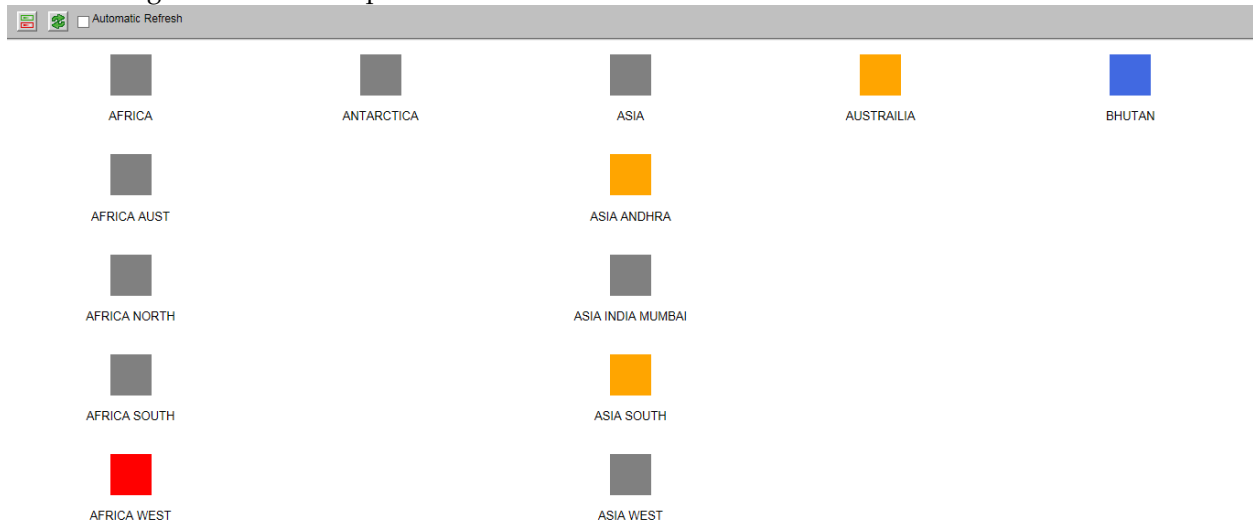 Automatic Refresh
AFRICA
ANTARCTICA
ASIA
AUSTRAILIA
BHUTAN
AFRICA AUST
ASIA ANDHRA
AFRICA NORTH
ASIA INDIA MUMBAI
AFRICA SOUTH
ASIA SOUTH
AFRICA WEST
ASIA WEST